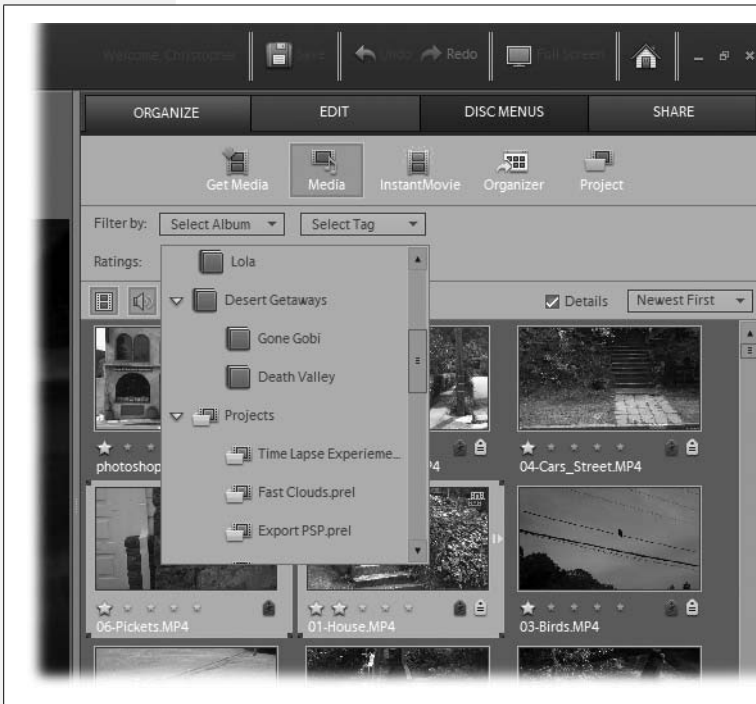 Welcome, Christopher Save Undo Redo Full Screen
ORGANIZE EDIT DISC MENUS SHARE
Get Media Media InstantMovie Organizer Project
Filter by: Select Album Select Tag
Ratings:
Lola
Desert Getaways
Gone Gobi
Death Valley
Projects
Time Lapse Experieme...
Fast Clouds.prel
Export PSP.prel
Details Newest First
photoshop P4 04-Cars_Street.MP4
06-Pickets.MP4 01-House.MP4 03-Birds.MP4